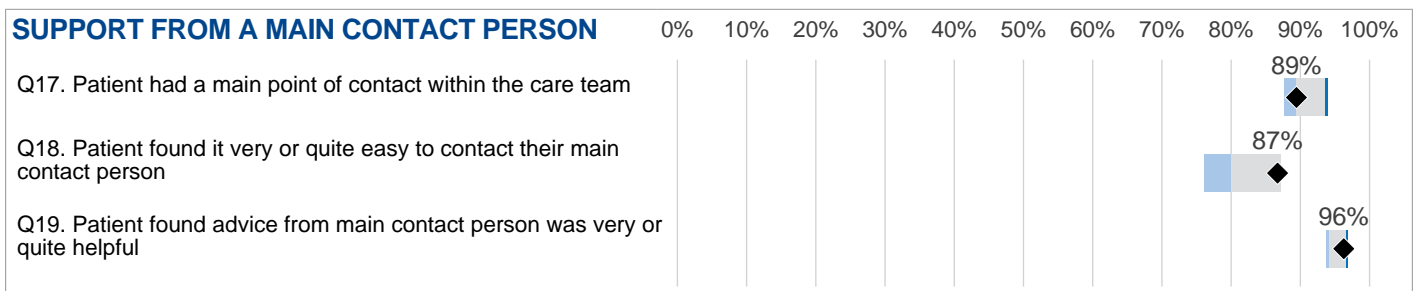 SUPPORT FROM A MAIN CONTACT PERSON 0% 10% 20% 30% 40% 50% 60% 70% 80% 90% 100%
89%
Q17. Patient had a main point of contact within the care team
87%
Q18. Patient found it very or quite easy to contact their main
contact person
96%
Q19. Patient found advice from main contact person was very or
quite helpful